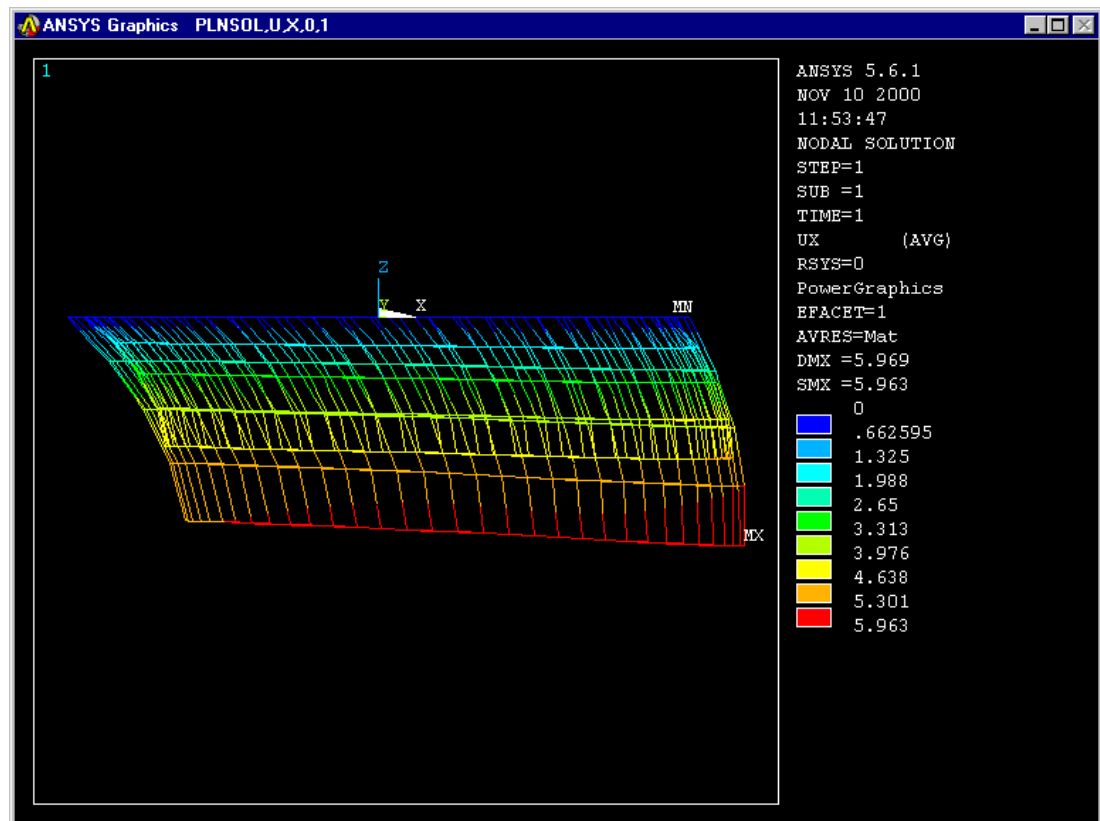 ANSYS Graphics PLNSOL,U,X,0,1
1
ANSYS 5.6.1
NOV 10 2000
11:53:47
NODAL SOLUTION
STEP=1
SUB =1
TIME=1
UX (AVG)
RSYS=0
PowerGraphics
EFACET=1
AVRES=Mat
DMX =5.969
SMX =5.963
0
.662595
1.325
1.988
2.65
3.313
3.976
4.638
5.301
5.963
Z
Y X
MN
MX